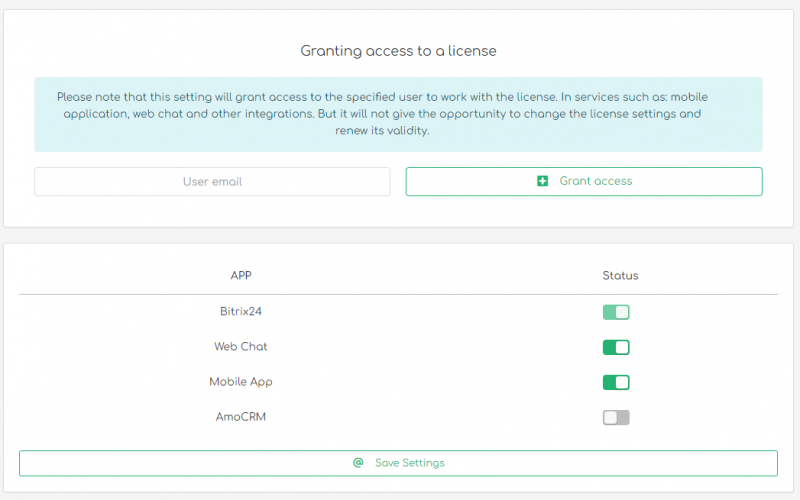 Granting access to a license
Please note that this setting will grant access to the specified user to work with the license. In services such as: mobile
application, web chat and other integrations. But it will not give the opportunity to change the license settings and
renew its validity.
User email
Grant access
APP Status
Bitrix24
Web Chat
Mobile App
AmoCRM
@ Save Settings